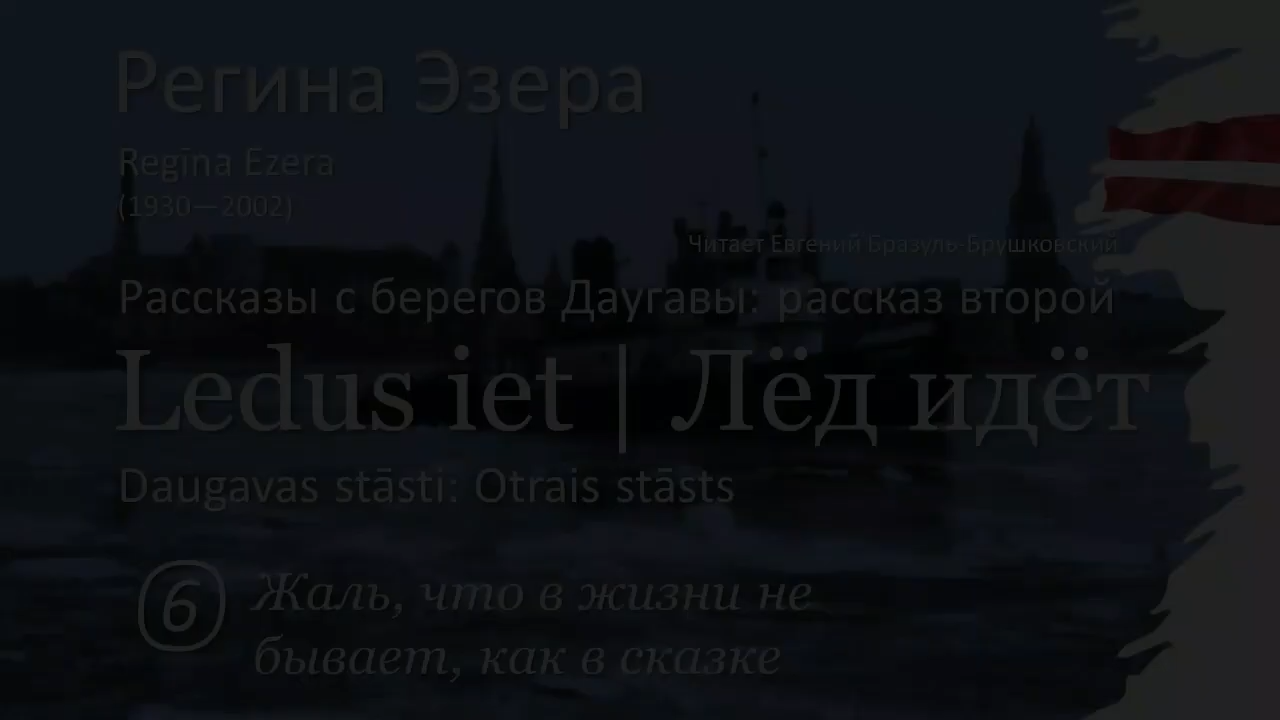 Регина Эзера
Regīna Ezera
(1930—2002)
Читает Евгений Бразуль-Брушковский
Рассказы с берегов Даугавы: рассказ второй
Ledus iet | Лёд идёт
Daugavas stāsti: Otrais stāsts
6 Жаль, что в жизни не
бывает, как в сказке